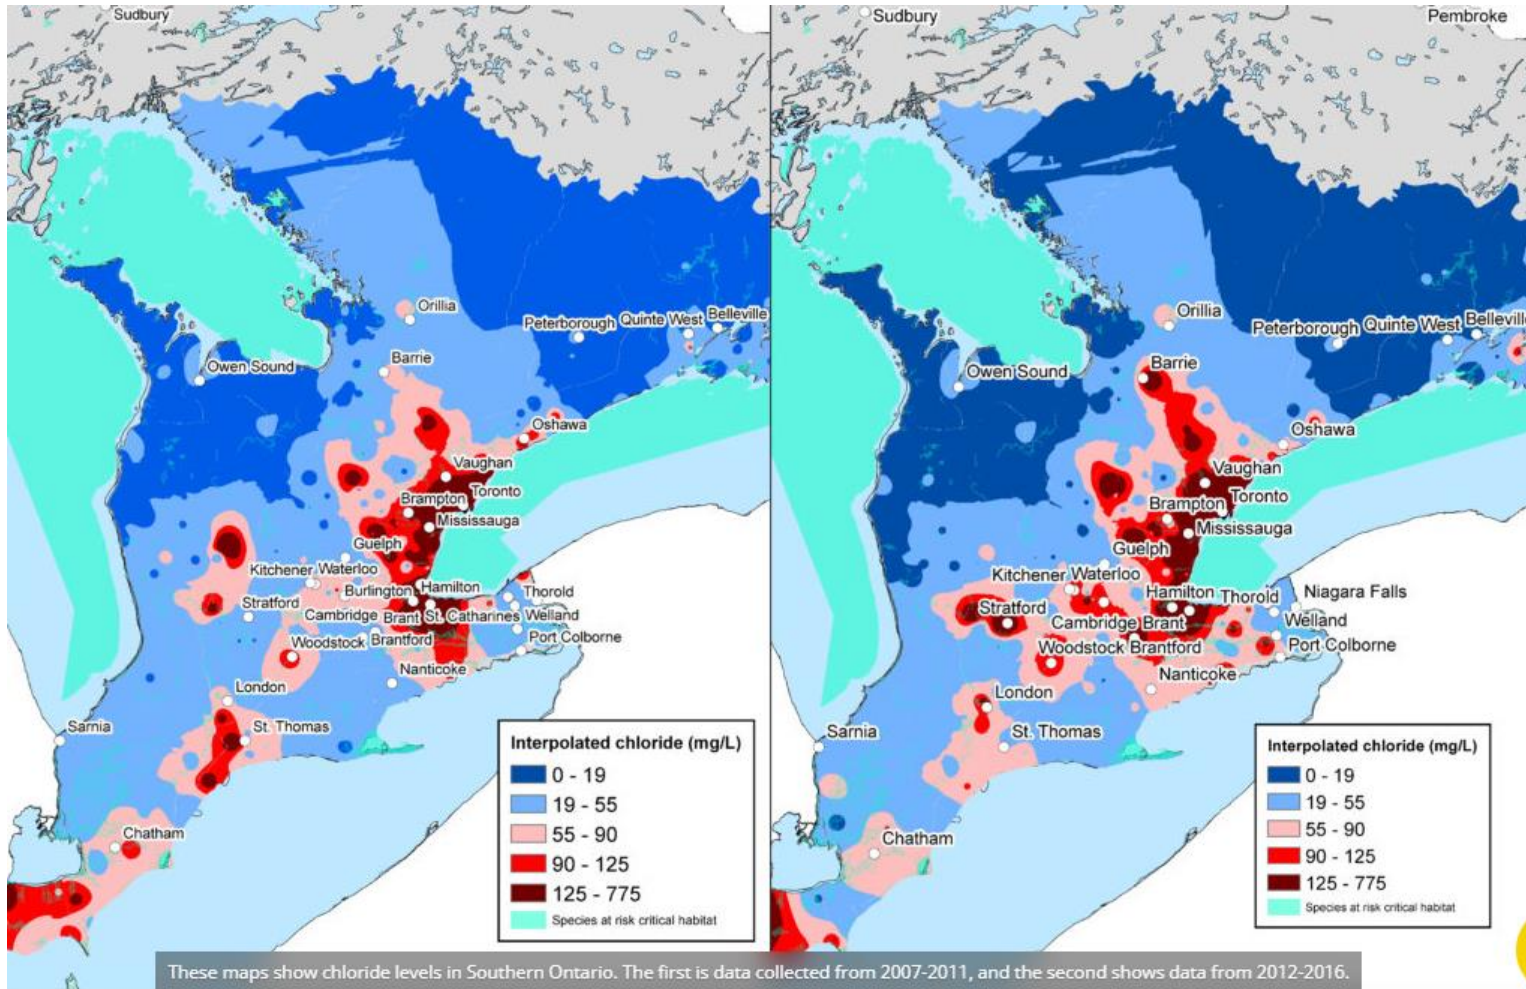 Sudbury
Orillia
Peterborough
Quinte West
Belleville
Owen Sound
Barrie
Oshawa
Vaughan
Brampton
Toronto
Mississauga
Guelph
Kitchener
Waterloo
Burlington
Hamilton
Thorold
Stratford
Cambridge
Brant
St. Catharines
Welland
Woodstock
Brantford
Port Colborne
Nanticoke
London
Sarnia
St. Thomas
Chatham
Interpolated chloride (mg/L)
0 - 19
19 - 55
55 - 90
90 - 125
125 - 775
Species at risk critical habitat
Sudbury
Pembroke
Orillia
Peterborough
Quinte West
Belleville
Barrie
Owen Sound
Oshawa
Vaughan
Brampton
Toronto
Mississauga
Guelph
Kitchener
Waterloo
Hamilton
Thorold
Niagara Falls
Stratford
Cambridge
Brant
Welland
Woodstock
Brantford
Port Colborne
Nanticoke
London
Sarnia
St. Thomas
Chatham
Interpolated chloride (mg/L)
0 - 19
19 - 55
55 - 90
90 - 125
125 - 775
Species at risk critical habitat
These maps show chloride levels in Southern Ontario. The first is data collected from 2007-2011, and the second shows data from 2012-2016.